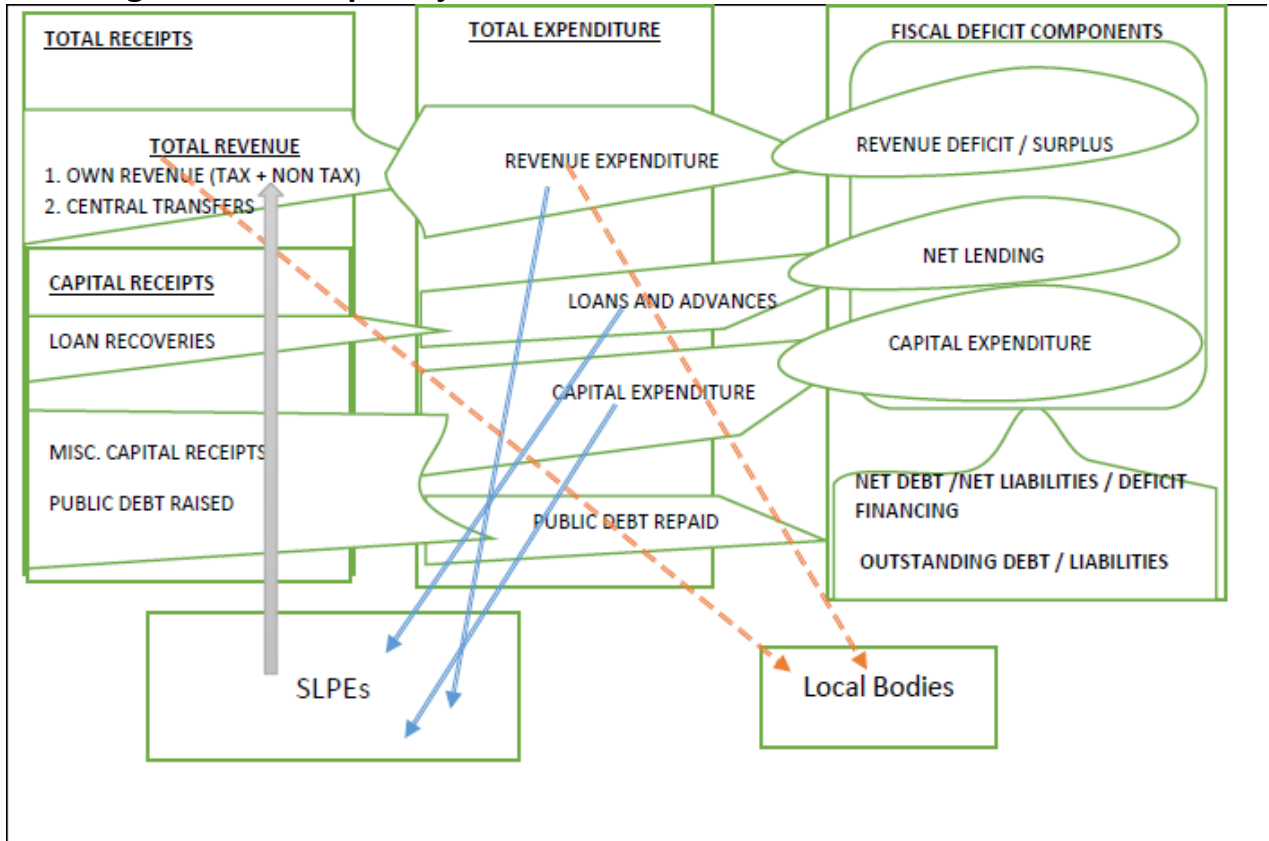 TOTAL RECEIPTS
TOTAL REVENUE
1. OWN REVENUE (TAX + NON TAX)
2. CENTRAL TRANSFERS
CAPITAL RECEIPTS
LOAN RECOVERIES
MISC. CAPITAL RECEIPTS
PUBLIC DEBT RAISED
TOTAL EXPENDITURE
REVENUE EXPENDITURE
LOANS AND ADVANCES
CAPITAL EXPENDITURE
PUBLIC DEBT REPAID
FISCAL DEFICIT COMPONENTS
REVENUE DEFICIT / SURPLUS
NET LENDING
CAPITAL EXPENDITURE
NET DEBT /NET LIABILITIES / DEFICIT
FINANCING
OUTSTANDING DEBT / LIABILITIES
SLPEs
Local Bodies